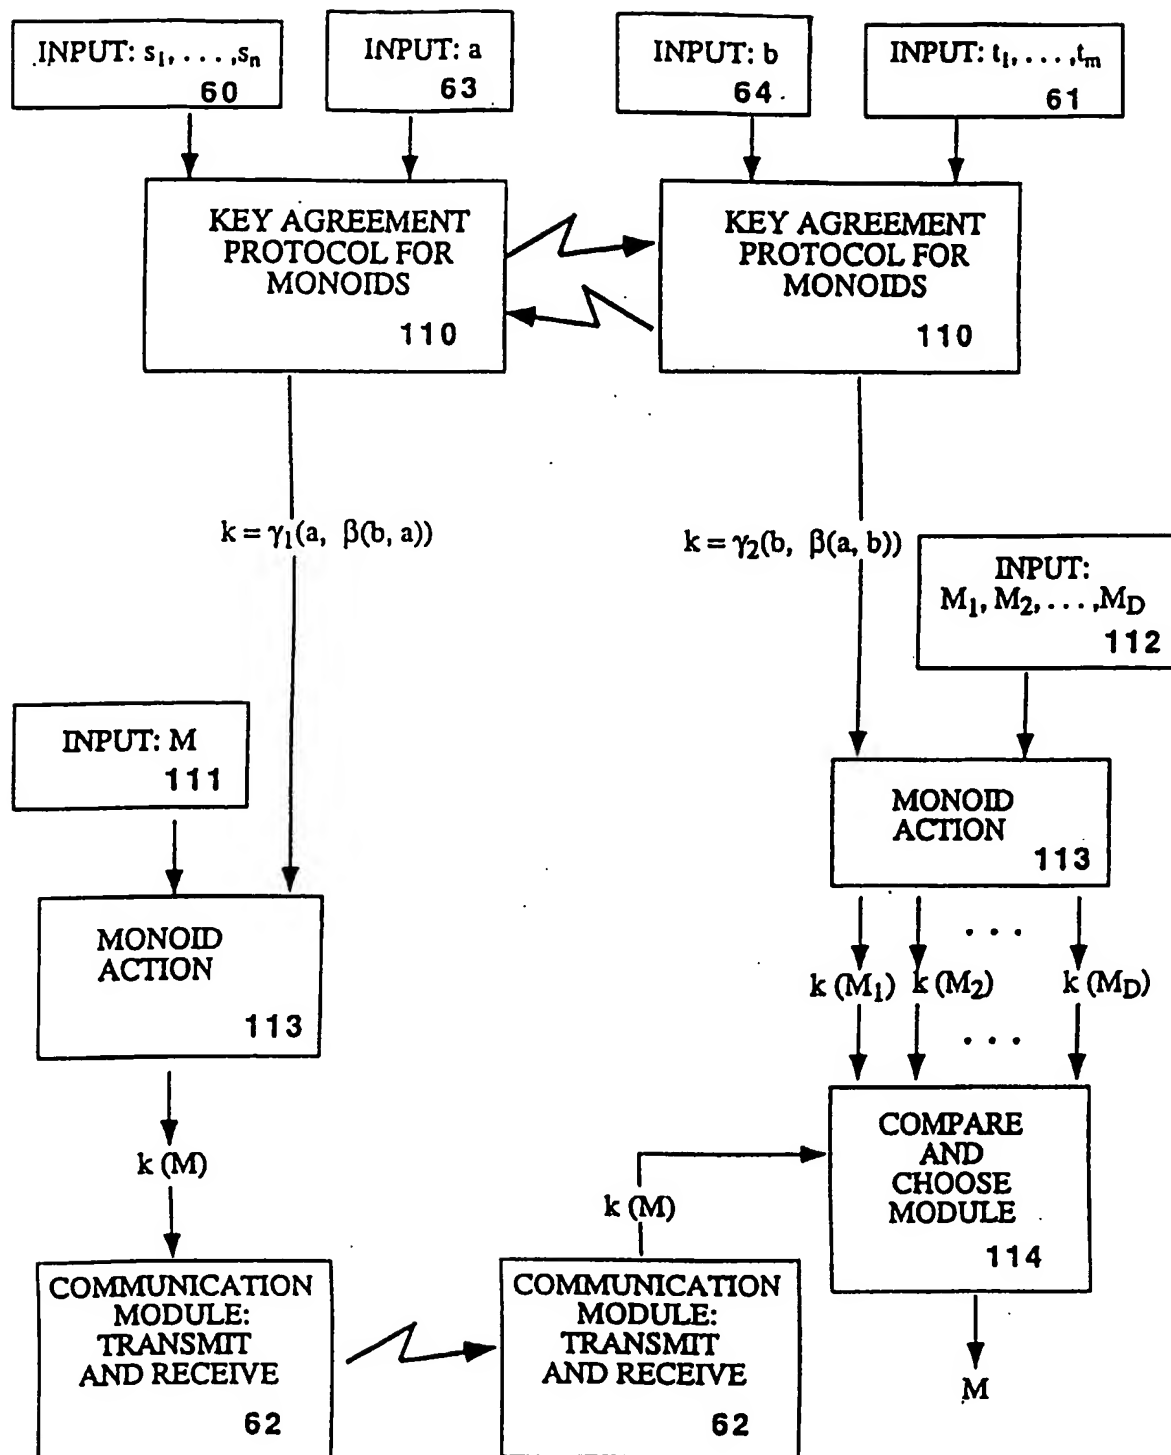 INPUT: s₁, . . . ,sₙ
60
INPUT: a
63
INPUT: b
64
INPUT: t₁, . . . ,tₘ
61
KEY AGREEMENT
PROTOCOL FOR
MONOIDS
110
KEY AGREEMENT
PROTOCOL FOR
MONOIDS
110
k = γ₁(a, β(b, a))
k = γ₂(b, β(a, b))
INPUT:
M₁, M₂, . . . ,M_D
112
INPUT: M
111
MONOID
ACTION
113
MONOID
ACTION
113
. . .
k (M₁) k (M₂) k (M_D)
. . .
k (M)
COMPARE
AND
CHOOSE
MODULE
114
k (M)
COMMUNICATION
MODULE:
TRANSMIT
AND RECEIVE
62
COMMUNICATION
MODULE:
TRANSMIT
AND RECEIVE
62
M